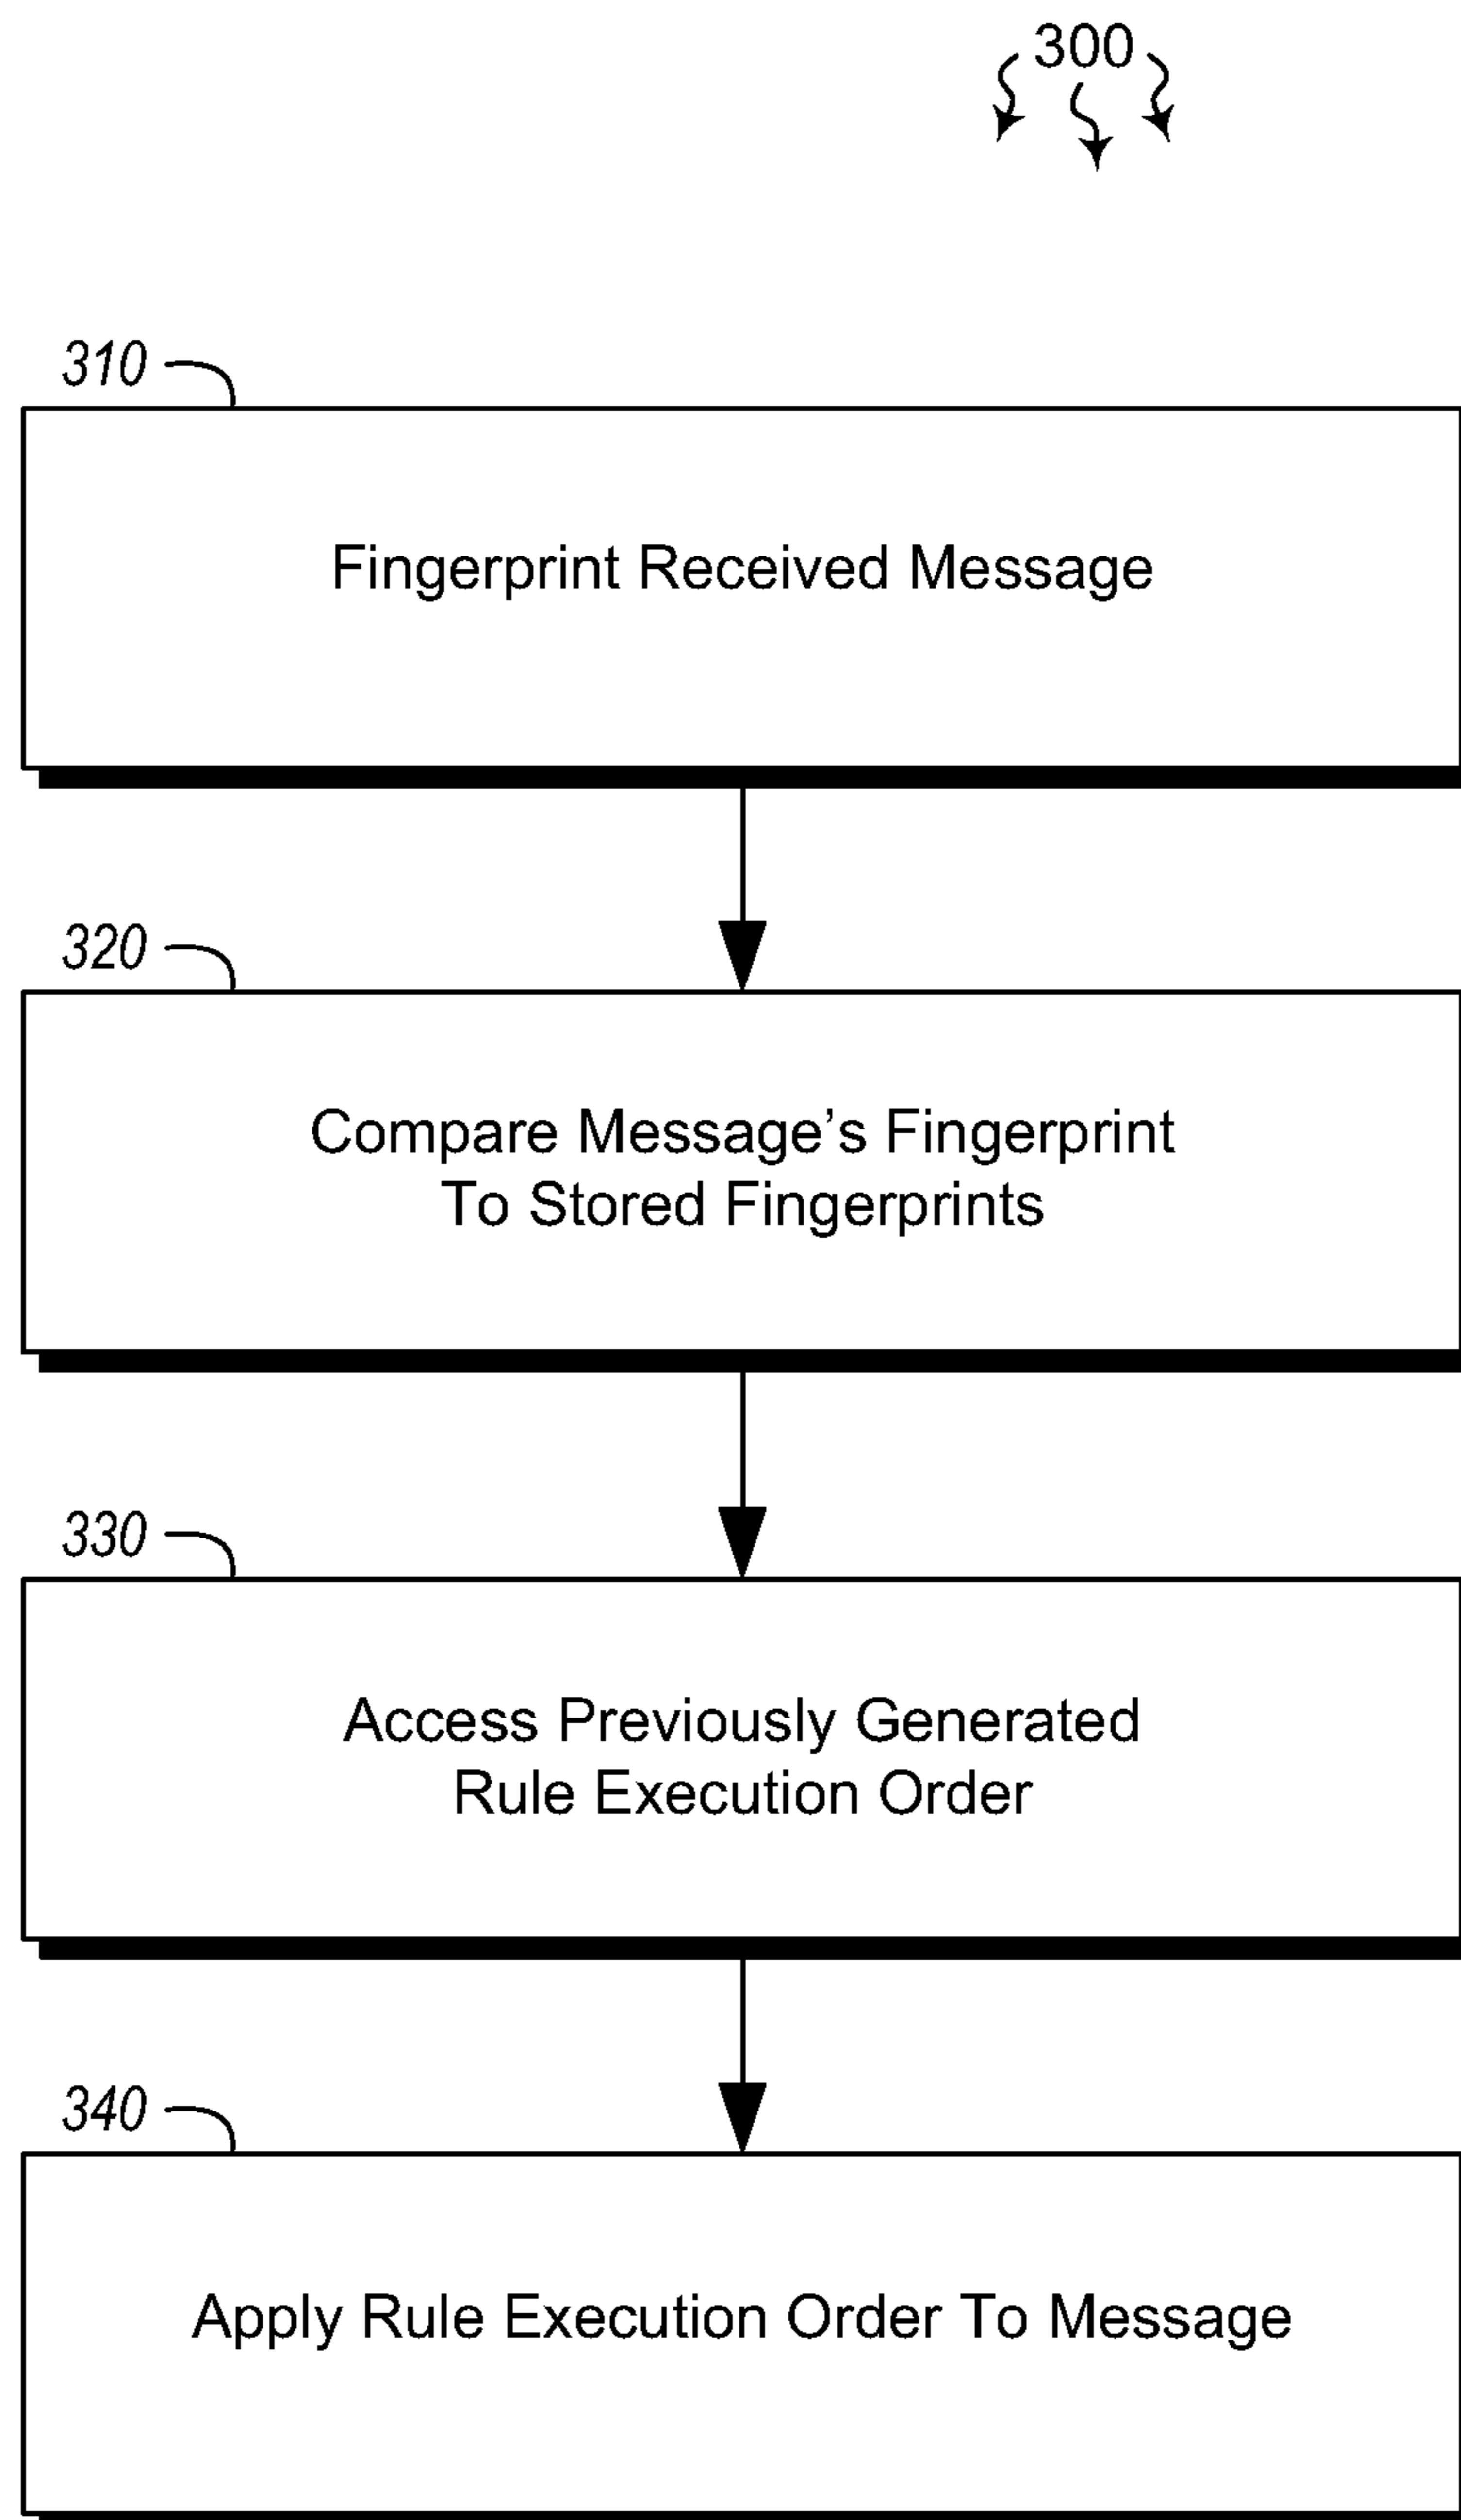 300
310
Fingerprint Received Message
320
Compare Message’s Fingerprint
To Stored Fingerprints
330
Access Previously Generated
Rule Execution Order
340
Apply Rule Execution Order To Message